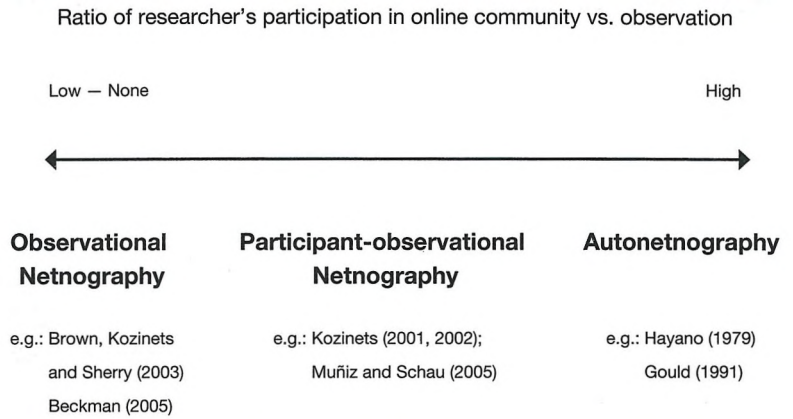 Ratio of researcher's participation in online community vs. observation
Low — None
High
Observational
Netnography
e.g.: Brown, Kozinets
and Sherry (2003)
Beckman (2005)
Participant-observational
Netnography
e.g.: Kozinets (2001, 2002);
Muñiz and Schau (2005)
Autonetnography
e.g.: Hayano (1979)
Gould (1991)